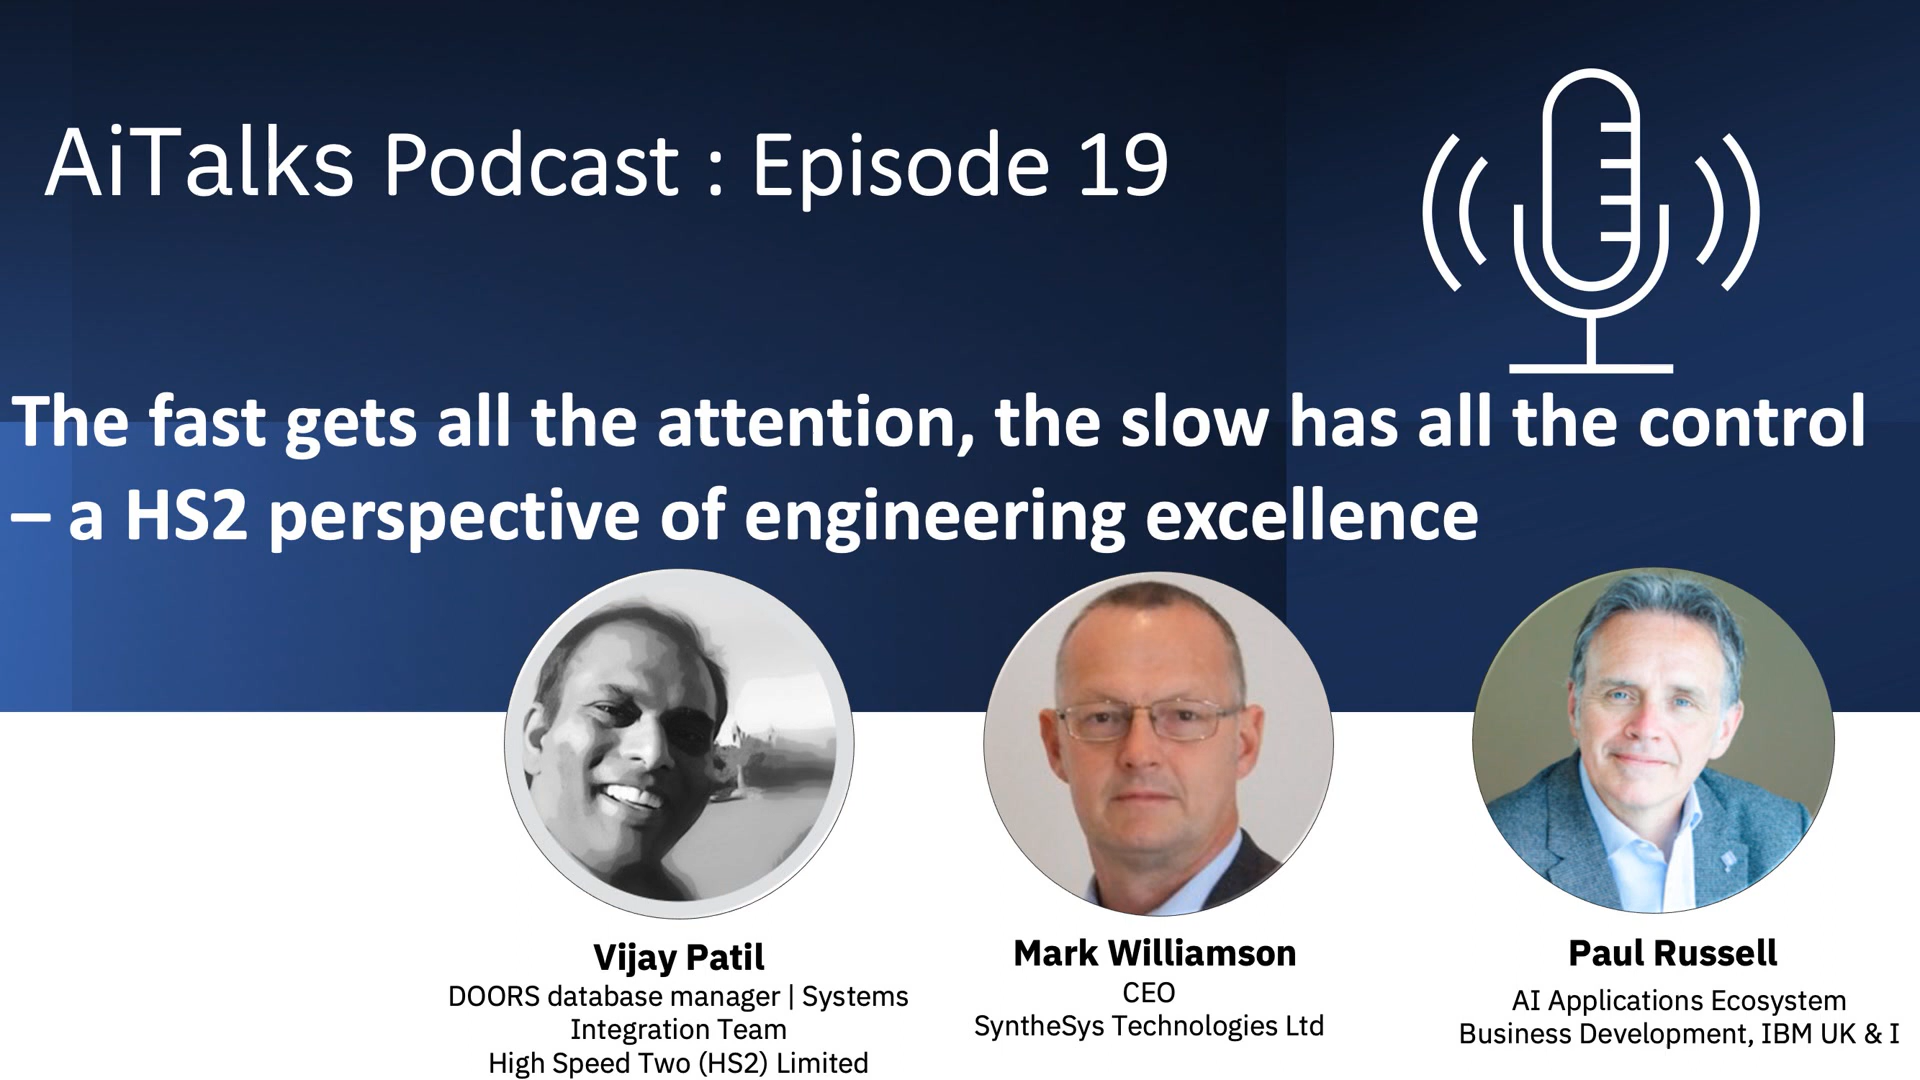 AiTalks Podcast : Episode 19
The fast gets all the attention, the slow has all the control
– a HS2 perspective of engineering excellence
Vijay Patil
DOORS database manager | Systems
Integration Team
High Speed Two (HS2) Limited
Mark Williamson
CEO
SyntheSys Technologies Ltd
Paul Russell
AI Applications Ecosystem
Business Development, IBM UK & I